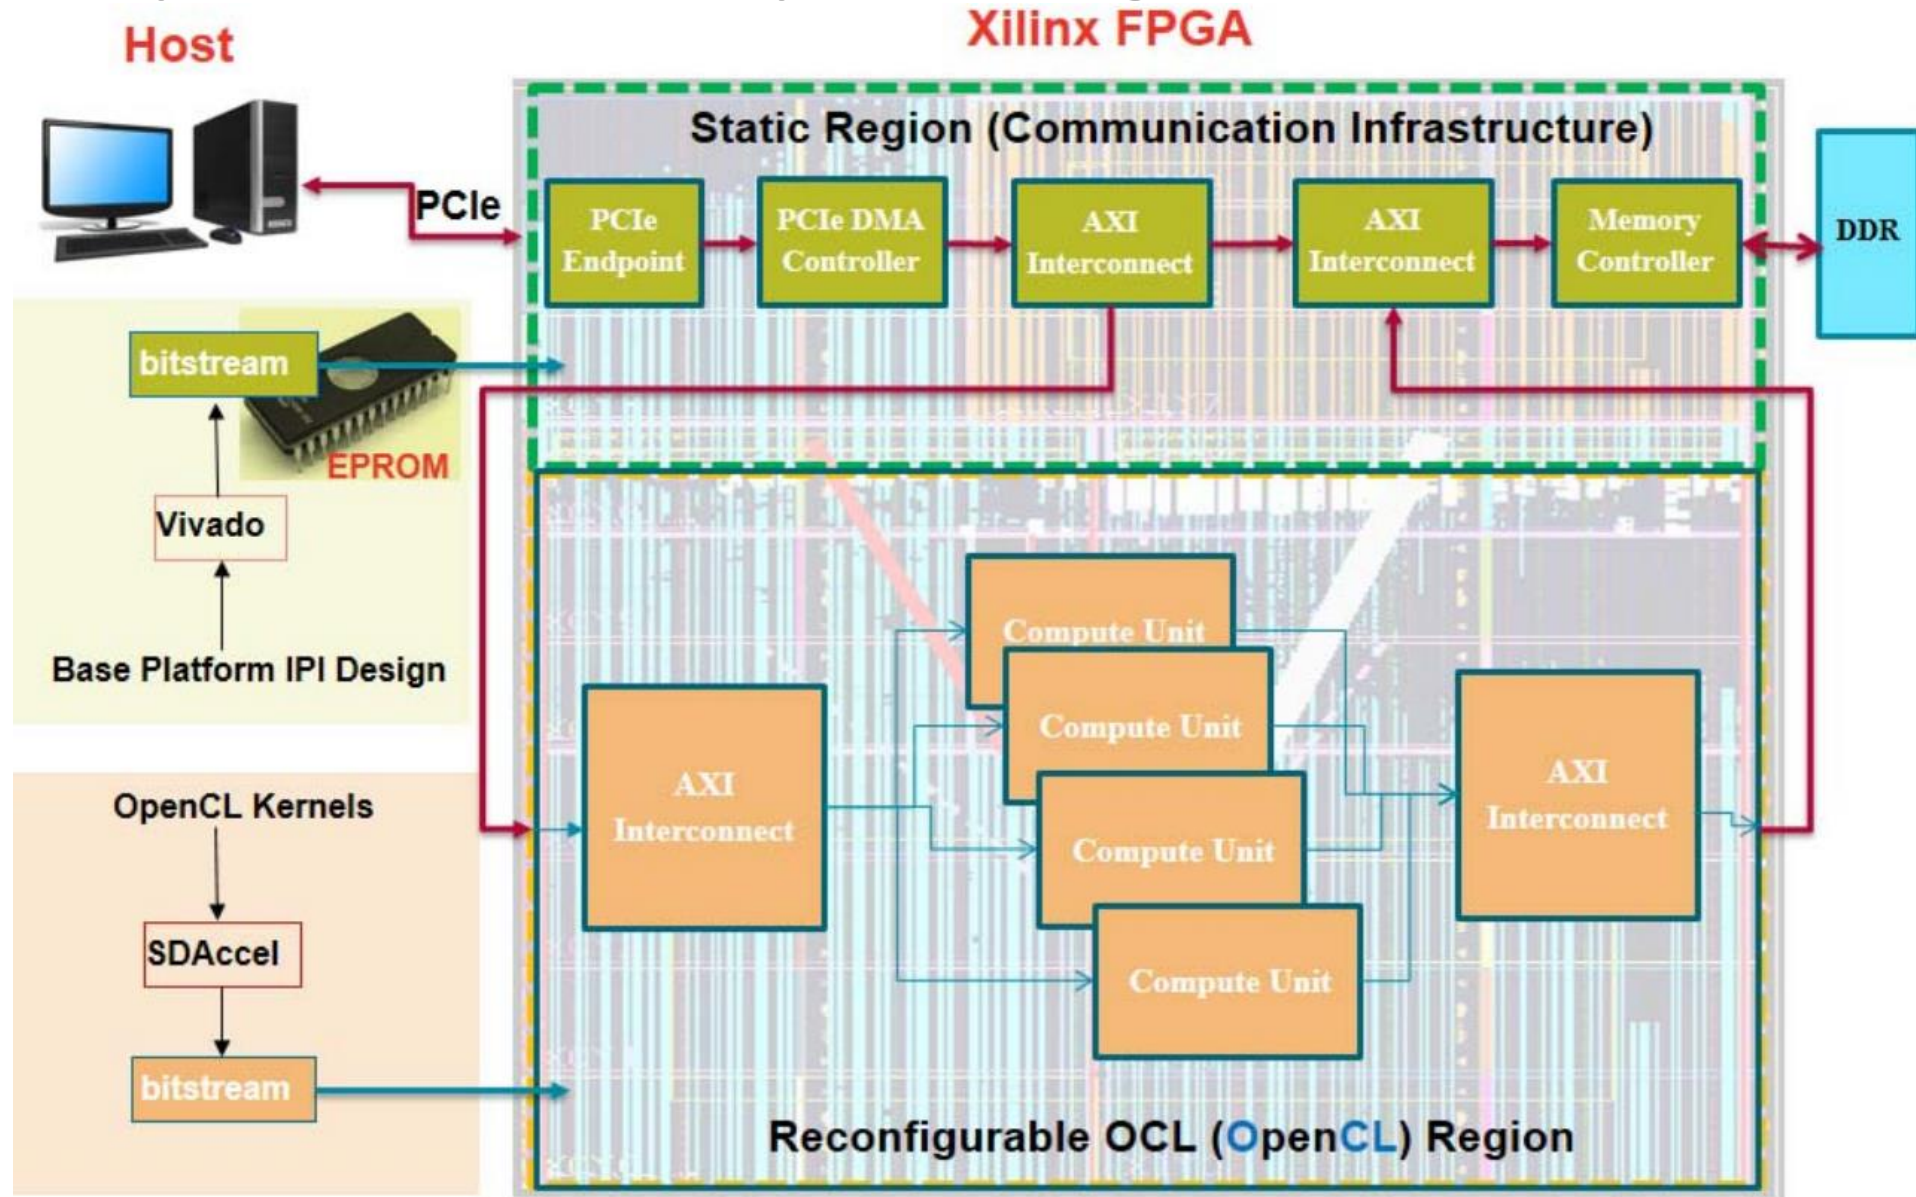 Host
Xilinx FPGA
Static Region (Communication Infrastructure)
PCIe
PCIe
Endpoint
PCIe DMA
Controller
AXI
Interconnect
AXI
Interconnect
Memory
Controller
DDR
bitstream
EPROM
Vivado
Base Platform IPI Design
OpenCL Kernels
SDAccel
bitstream
AXI
Interconnect
Compute Unit
Compute Unit
Compute Unit
Compute Unit
AXI
Interconnect
Reconfigurable OCL (OpenCL) Region